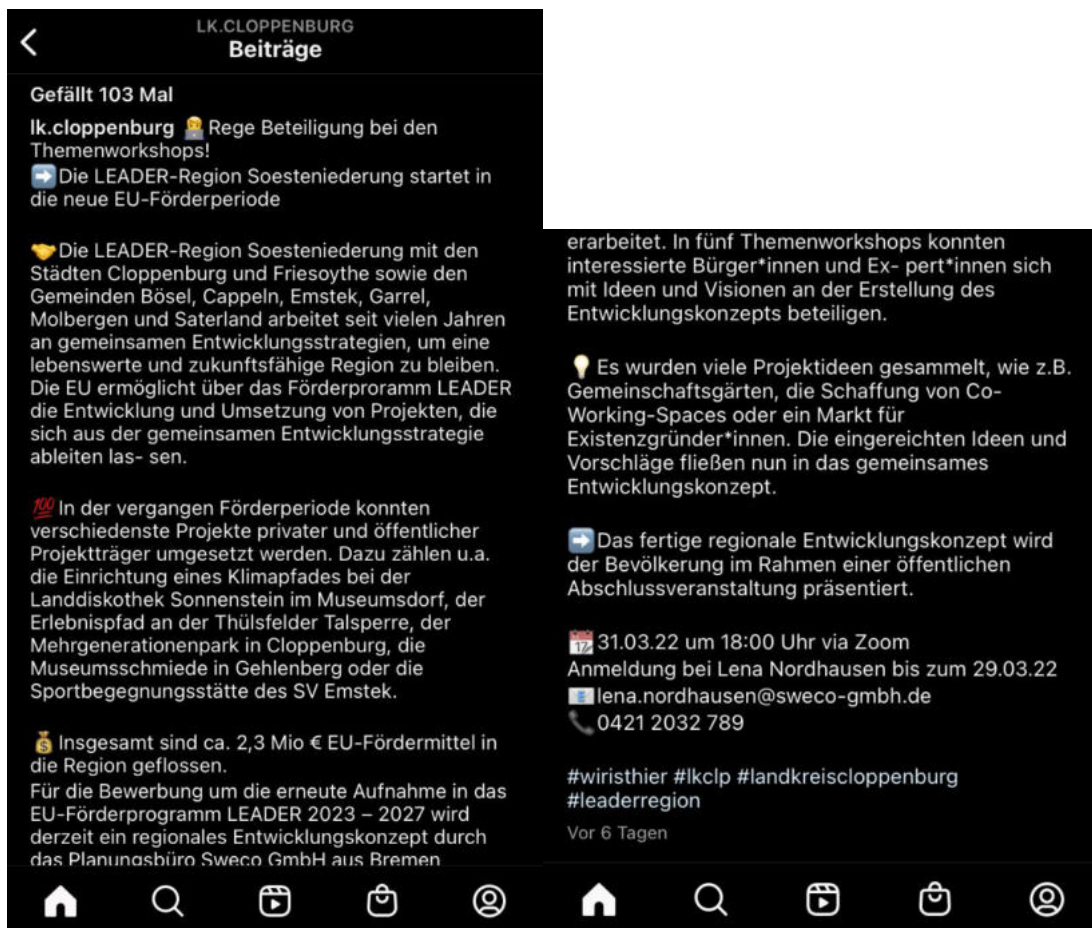 LK.CLOPPENBURG
Beiträge
Gefällt 103 Mal
lk.cloppenburg 👨‍💻Rege Beteiligung bei den
Themenworkshops!
➡️Die LEADER-Region Soesteniederung startet in
die neue EU-Förderperiode
🤝Die LEADER-Region Soesteniederung mit den
Städten Cloppenburg und Friesoythe sowie den
Gemeinden Bösel, Cappeln, Emstek, Garrel,
Molbergen und Saterland arbeitet seit vielen Jahren
an gemeinsamen Entwicklungsstrategien, um eine
lebenswerte und zukunftsfähige Region zu bleiben.
Die EU ermöglicht über das Förderproramm LEADER
die Entwicklung und Umsetzung von Projekten, die
sich aus der gemeinsamen Entwicklungsstrategie
ableiten las- sen.
💯In der vergangen Förderperiode konnten
verschiedenste Projekte privater und öffentlicher
Projektträger umgesetzt werden. Dazu zählen u.a.
die Einrichtung eines Klimapfades bei der
Landdiskothek Sonnenstein im Museumsdorf, der
Erlebnispfad an der Thülsfelder Talsperre, der
Mehrgenerationenpark in Cloppenburg, die
Museumsschmiede in Gehlenberg oder die
Sportbegegnungsstätte des SV Emstek.
💰Insgesamt sind ca. 2,3 Mio € EU-Fördermittel in
die Region geflossen.
Für die Bewerbung um die erneute Aufnahme in das
EU-Förderprogramm LEADER 2023 – 2027 wird
derzeit ein regionales Entwicklungskonzept durch
das Planungsbüro Sweco GmbH aus Bremen
erarbeitet. In fünf Themenworkshops konnten
interessierte Bürger*innen und Ex- pert*innen sich
mit Ideen und Visionen an der Erstellung des
Entwicklungskonzepts beteiligen.
💡Es wurden viele Projektideen gesammelt, wie z.B.
Gemeinschaftsgärten, die Schaffung von Co-
Working-Spaces oder ein Markt für
Existenzgründer*innen. Die eingereichten Ideen und
Vorschläge fließen nun in das gemeinsames
Entwicklungskonzept.
➡️Das fertige regionale Entwicklungskonzept wird
der Bevölkerung im Rahmen einer öffentlichen
Abschlussveranstaltung präsentiert.
📆31.03.22 um 18:00 Uhr via Zoom
Anmeldung bei Lena Nordhausen bis zum 29.03.22
📧lena.nordhausen@sweco-gmbh.de
📞0421 2032 789
#wiristhier #lkclp #landkreiscloppenburg
#leaderregion
Vor 6 Tagen